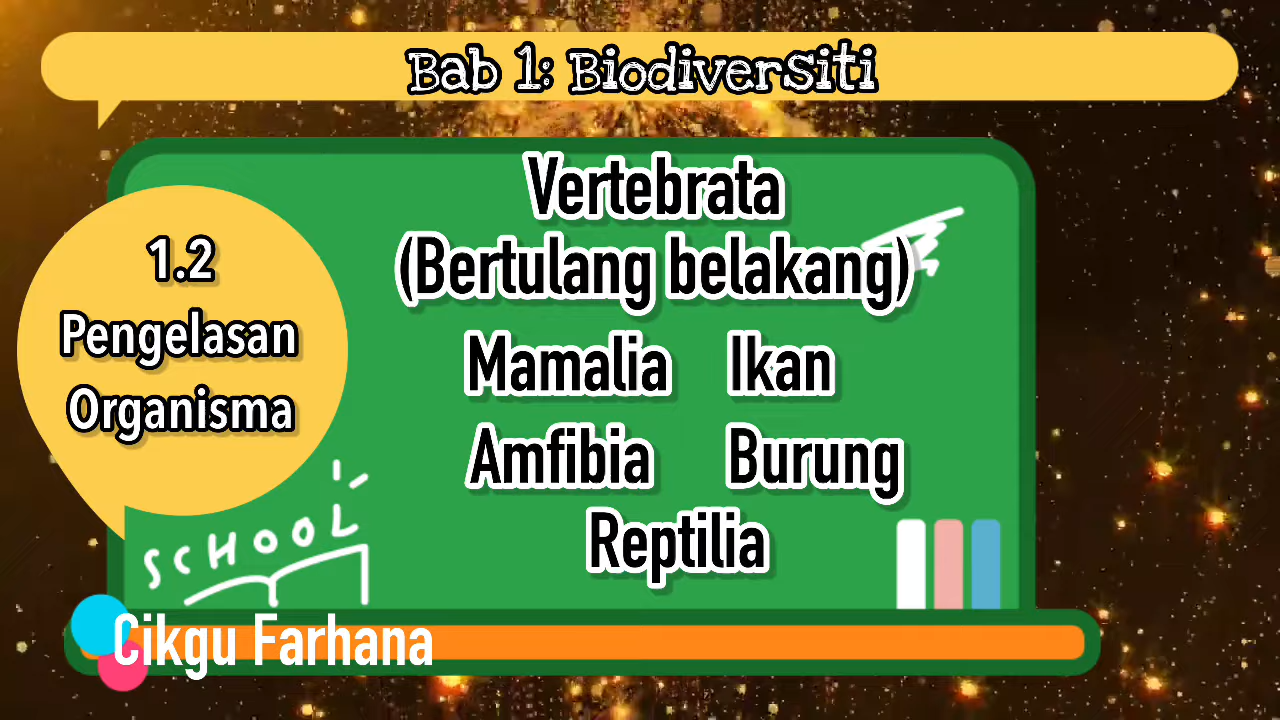 Bab 1: Biodiversiti
1.2
Pengelasan
Organisma
Vertebrata
(Bertulang belakang)
Mamalia Ikan
Amfibia Burung
Reptilia
SCHOOL
Cikgu Farhana